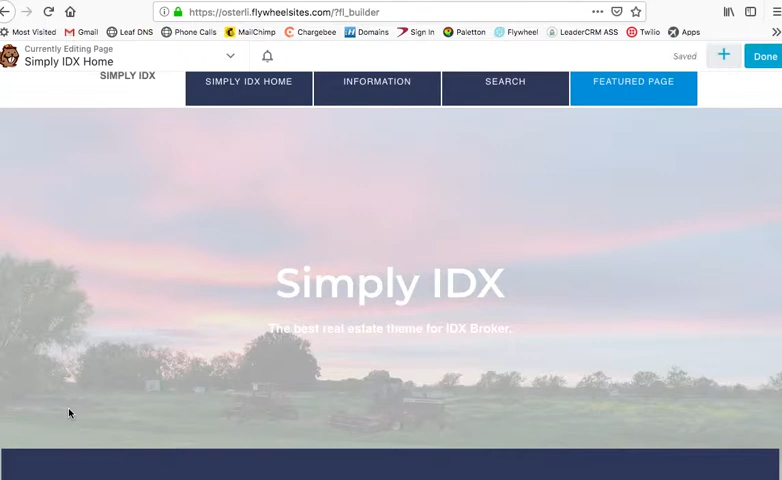 https://osterli.flywheelsites.com/?fl_builder
Most Visited Gmail Leaf DNS Phone Calls MailChimp Chargebee Domains Sign In Paletton Flywheel LeaderCRM ASS Twilio Apps
Currently Editing Page
Simply IDX Home
Saved
+
Done
SIMPLY IDX
SIMPLY IDX HOME
INFORMATION
SEARCH
FEATURED PAGE
Simply IDX
The best real estate theme for IDX Broker.